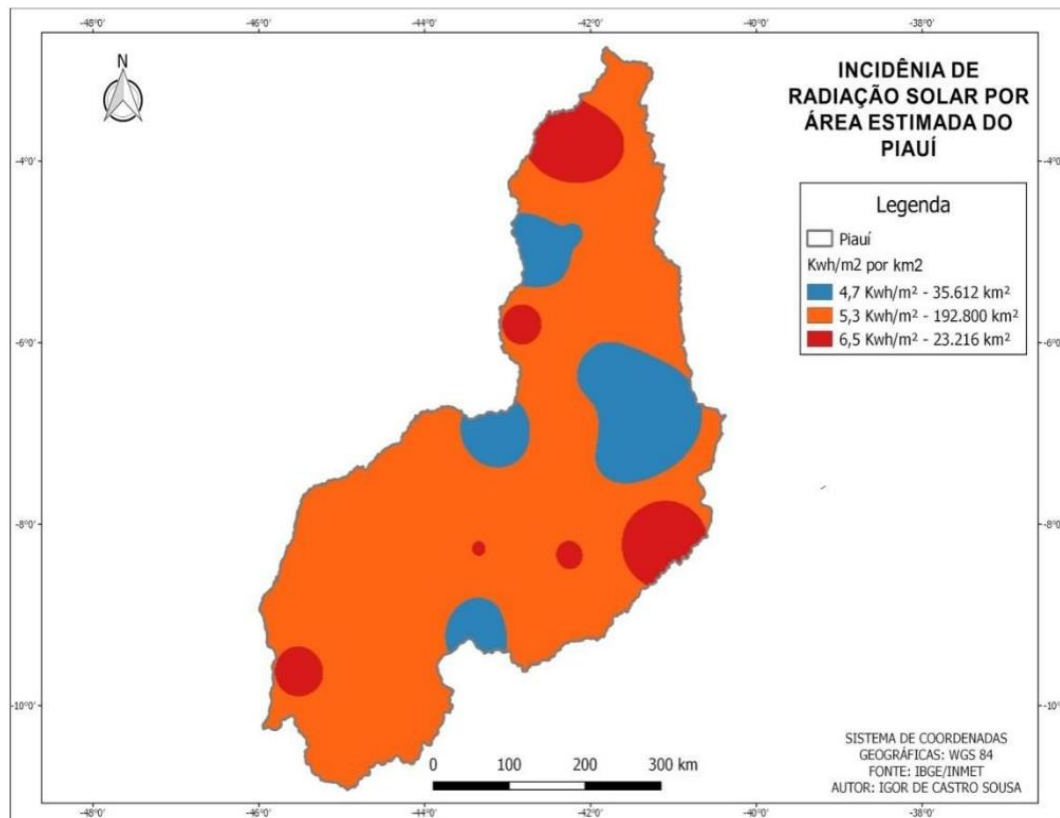 -48°0' -46°0' -44°0' -42°0' -40°0' -38°0'
N
INCIDÊNIA DE
RADIAÇÃO SOLAR POR
ÁREA ESTIMADA DO
PIAUÍ
-4°0' -4°0'
Legenda
Piauí
Kwh/m2 por km2
4,7 Kwh/m² - 35.612 km²
5,3 Kwh/m² - 192.800 km²
6,5 Kwh/m² - 23.216 km²
-6°0' -6°0'
-8°0' -8°0'
-10°0' -10°0'
0 100 200 300 km
SISTEMA DE COORDENADAS
GEOGRÁFICAS: WGS 84
FONTE: IBGE/INMET
AUTOR: IGOR DE CASTRO SOUSA
-48°0' -46°0' -44°0' -42°0' -40°0' -38°0'